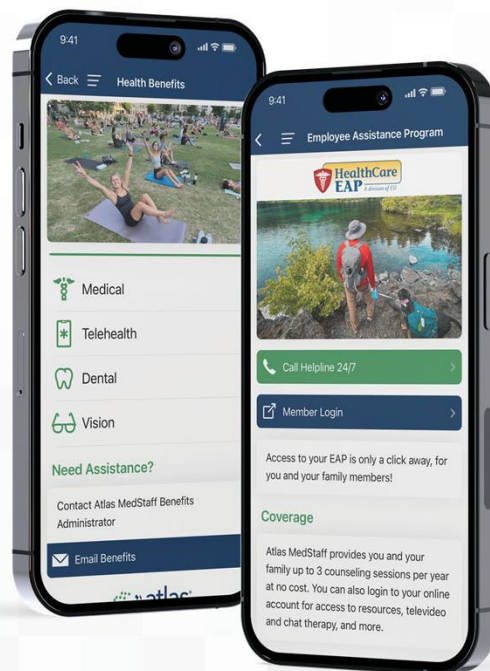 9:41
Back
Health Benefits
Medical
Telehealth
Dental
Vision
Need Assistance?
Contact Atlas MedStaff Benefits
Administrator
Email Benefits
atlas
9:41
Employee Assistance Program
HealthCare
EAP
A division of ESI
Call Helpline 24/7
Member Login
Access to your EAP is only a click away, for
you and your family members!
Coverage
Atlas MedStaff provides you and your
family up to 3 counseling sessions per year
at no cost. You can also login to your online
account for access to resources, televideo
and chat therapy, and more.